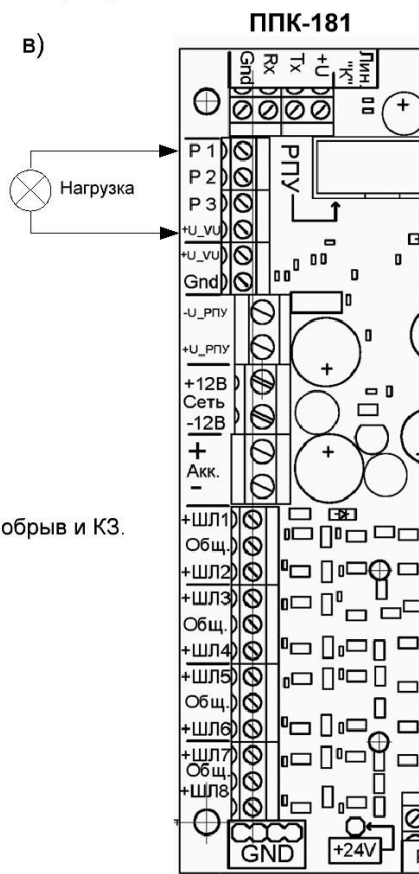 ППК-181
в)
Gnd
Rx
Tx
+U
"К"
Лин.
P 1
P 2
P 3
+U_VU
+U_VU
Gnd
Нагрузка
РПУ
-U_РПУ
+U_РПУ
+12В
Сеть
-12В
+
Акк.
-
обрыв и КЗ.
+ШЛ1
Общ.
+ШЛ2
+ШЛ3
Общ.
+ШЛ4
+ШЛ5
Общ.
+ШЛ6
+ШЛ7
Общ.
+ШЛ8
GND
+24V